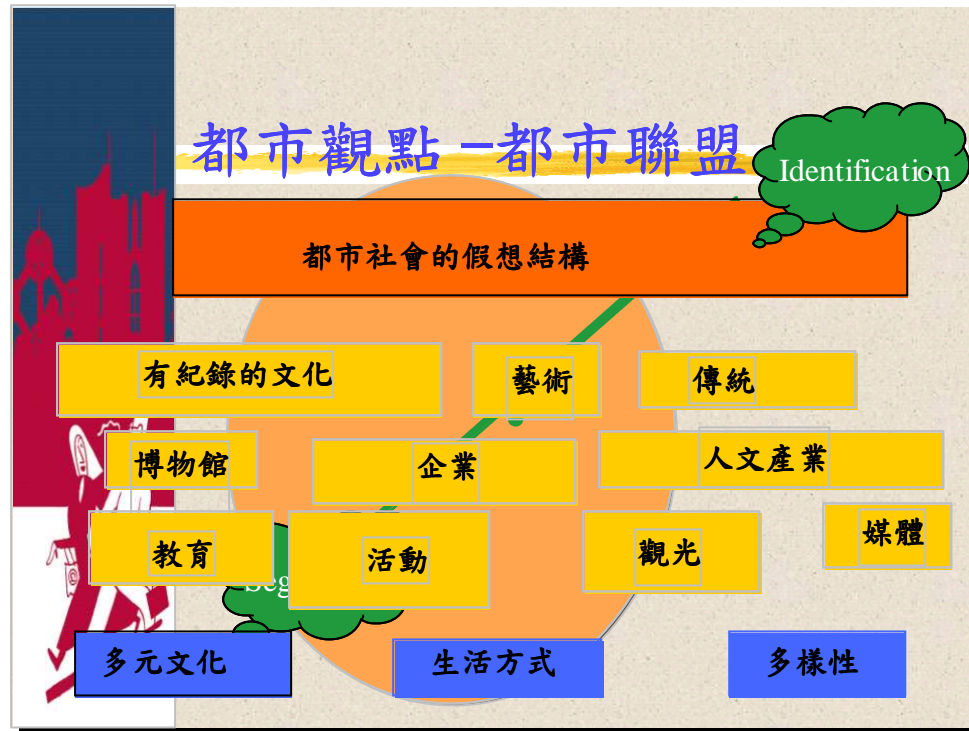 都市觀點–都市聯盟
Identification
都市社會的假想結構
有紀錄的文化
藝術
傳統
博物館
企業
人文產業
教育
活動
觀光
媒體
多元文化
生活方式
多樣性